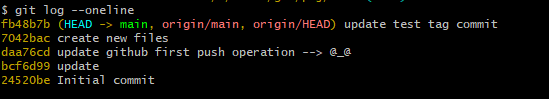 $ git log --oneline
fb48b7b (HEAD -> main, origin/main, origin/HEAD) update test tag commit
7042bac create new files
daa76cd update github first push operation --> @_@
bcf6d99 update
24520be Initial commit